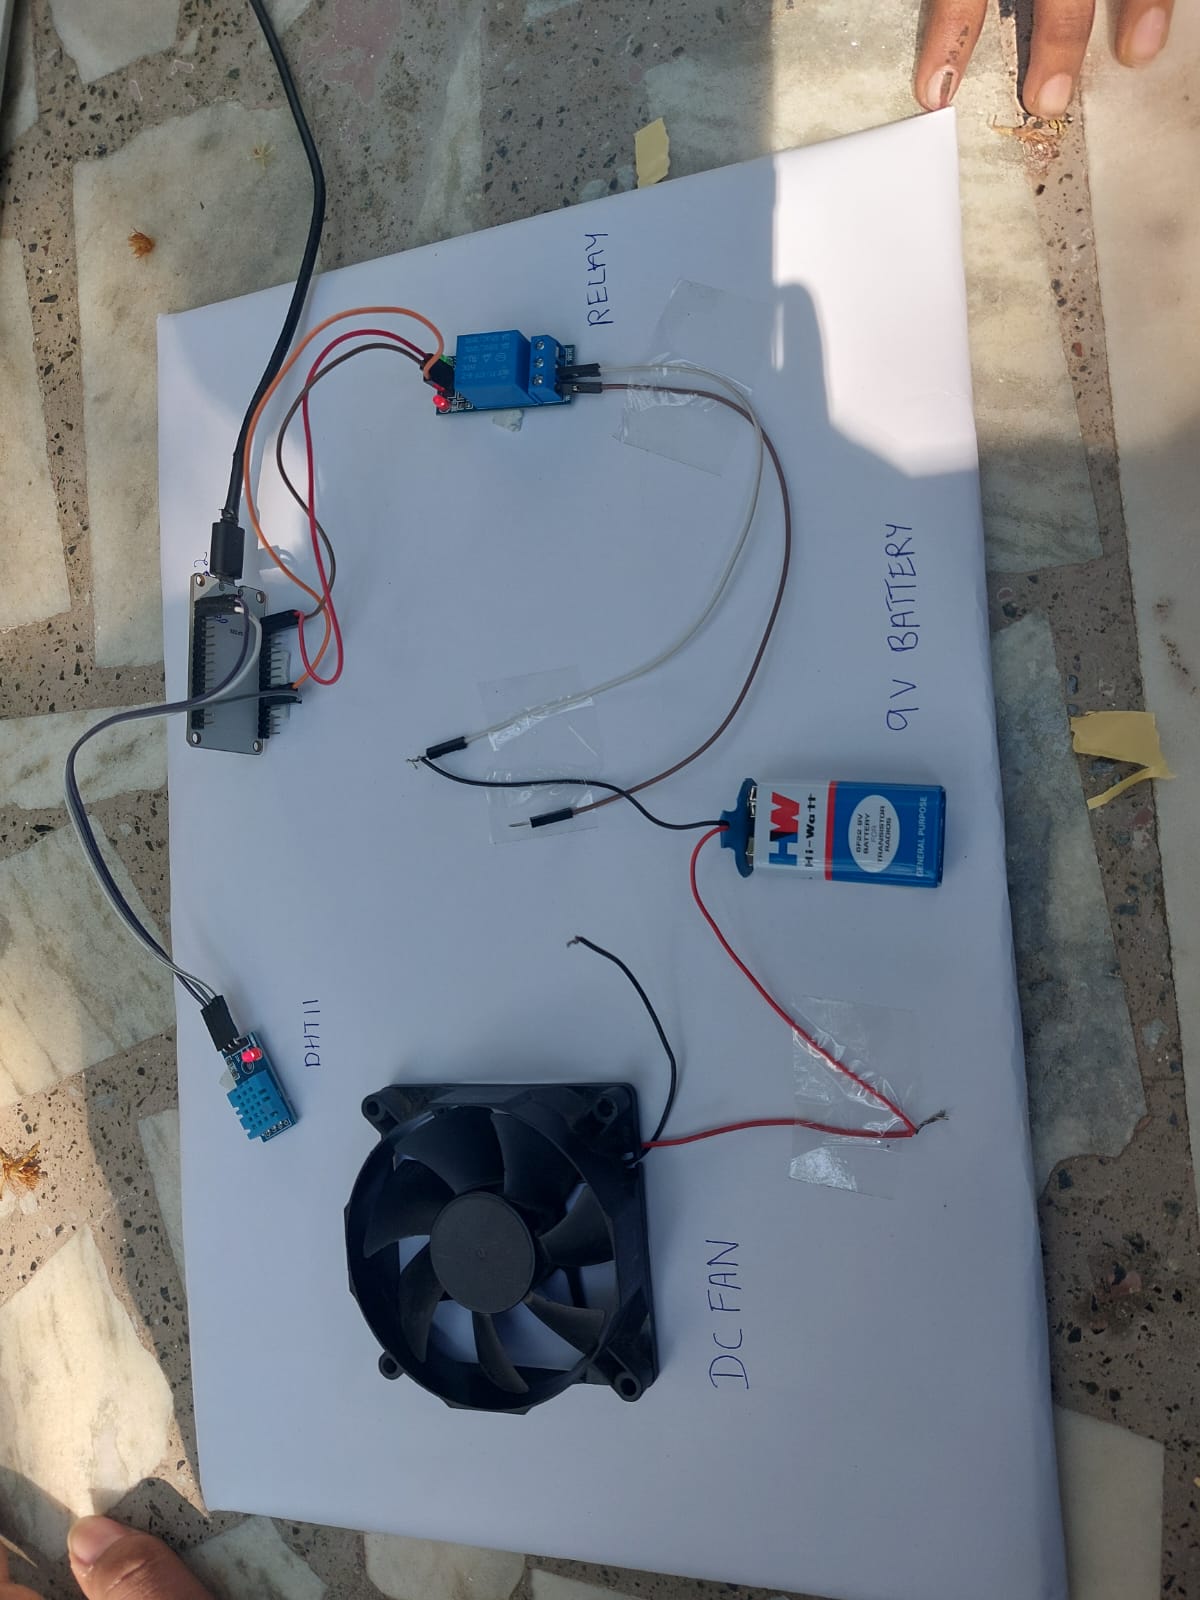 RELAY
9V BATTERY
HW
Hi-Watt
6F22 9V
BATTERY
FOR
TRANSISTOR
RADIOS
GENERAL PURPOSE
DHT11
DC FAN